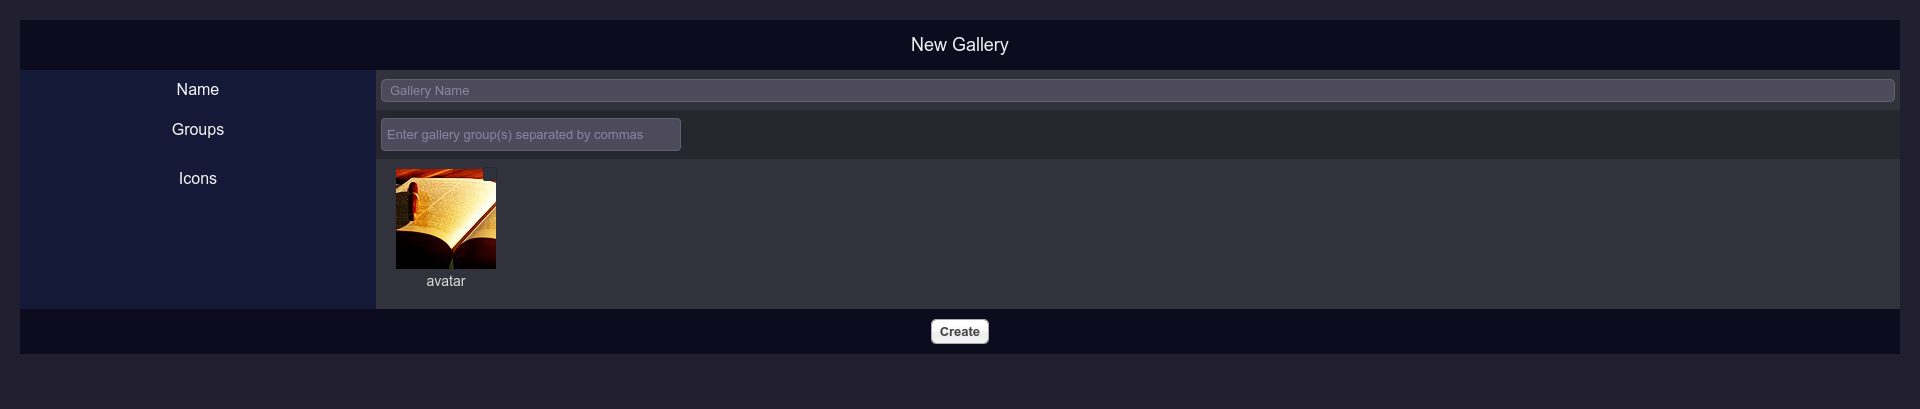 New Gallery
Name
Gallery Name
Groups
Enter gallery group(s) separated by commas
Icons
avatar
Create